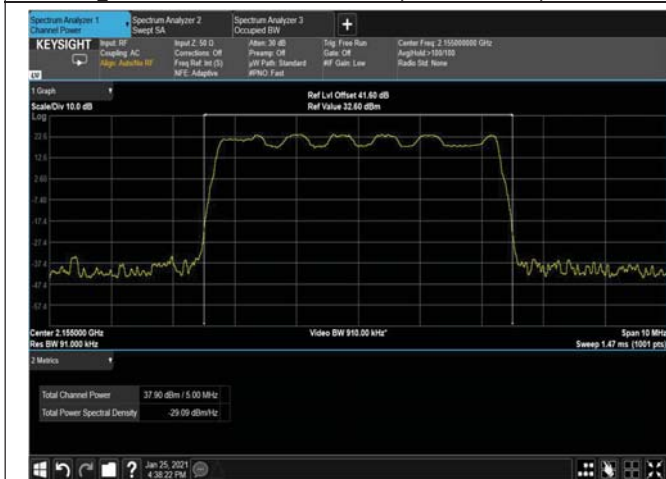 Spectrum Analyzer 1
Channel Power
Spectrum Analyzer 2
Swept SA
Spectrum Analyzer 3
Occupied BW
+
KEYSIGHT
Input: RF
Coupling: AC
Align: Auto/No RF
Input Z: 50 Ω
Corrections: Off
Freq Ref: Int (S)
NFE: Adaptive
Atten: 30 dB
Preamp: Off
µW Path: Standard
#PNO: Fast
Trig: Free Run
Gate: Off
#IF Gain: Low
Center Freq: 2.155000000 GHz
Avg|Hold:>100/100
Radio Std: None
1 Graph
Scale/Div 10.0 dB
Ref Lvl Offset 41.60 dB
Ref Value 32.60 dBm
Log
22.6
12.6
2.60
-7.40
-17.4
-27.4
-37.4
-47.4
-57.4
Center 2.155000 GHz
Video BW 910.00 kHz*
Span 10 MHz
Res BW 91.000 kHz
Sweep 1.47 ms (1001 pts)
2 Metrics
Total Channel Power 37.90 dBm / 5.00 MHz
Total Power Spectral Density -29.09 dBm/Hz
? Jan 25, 2021
4:38:22 PM